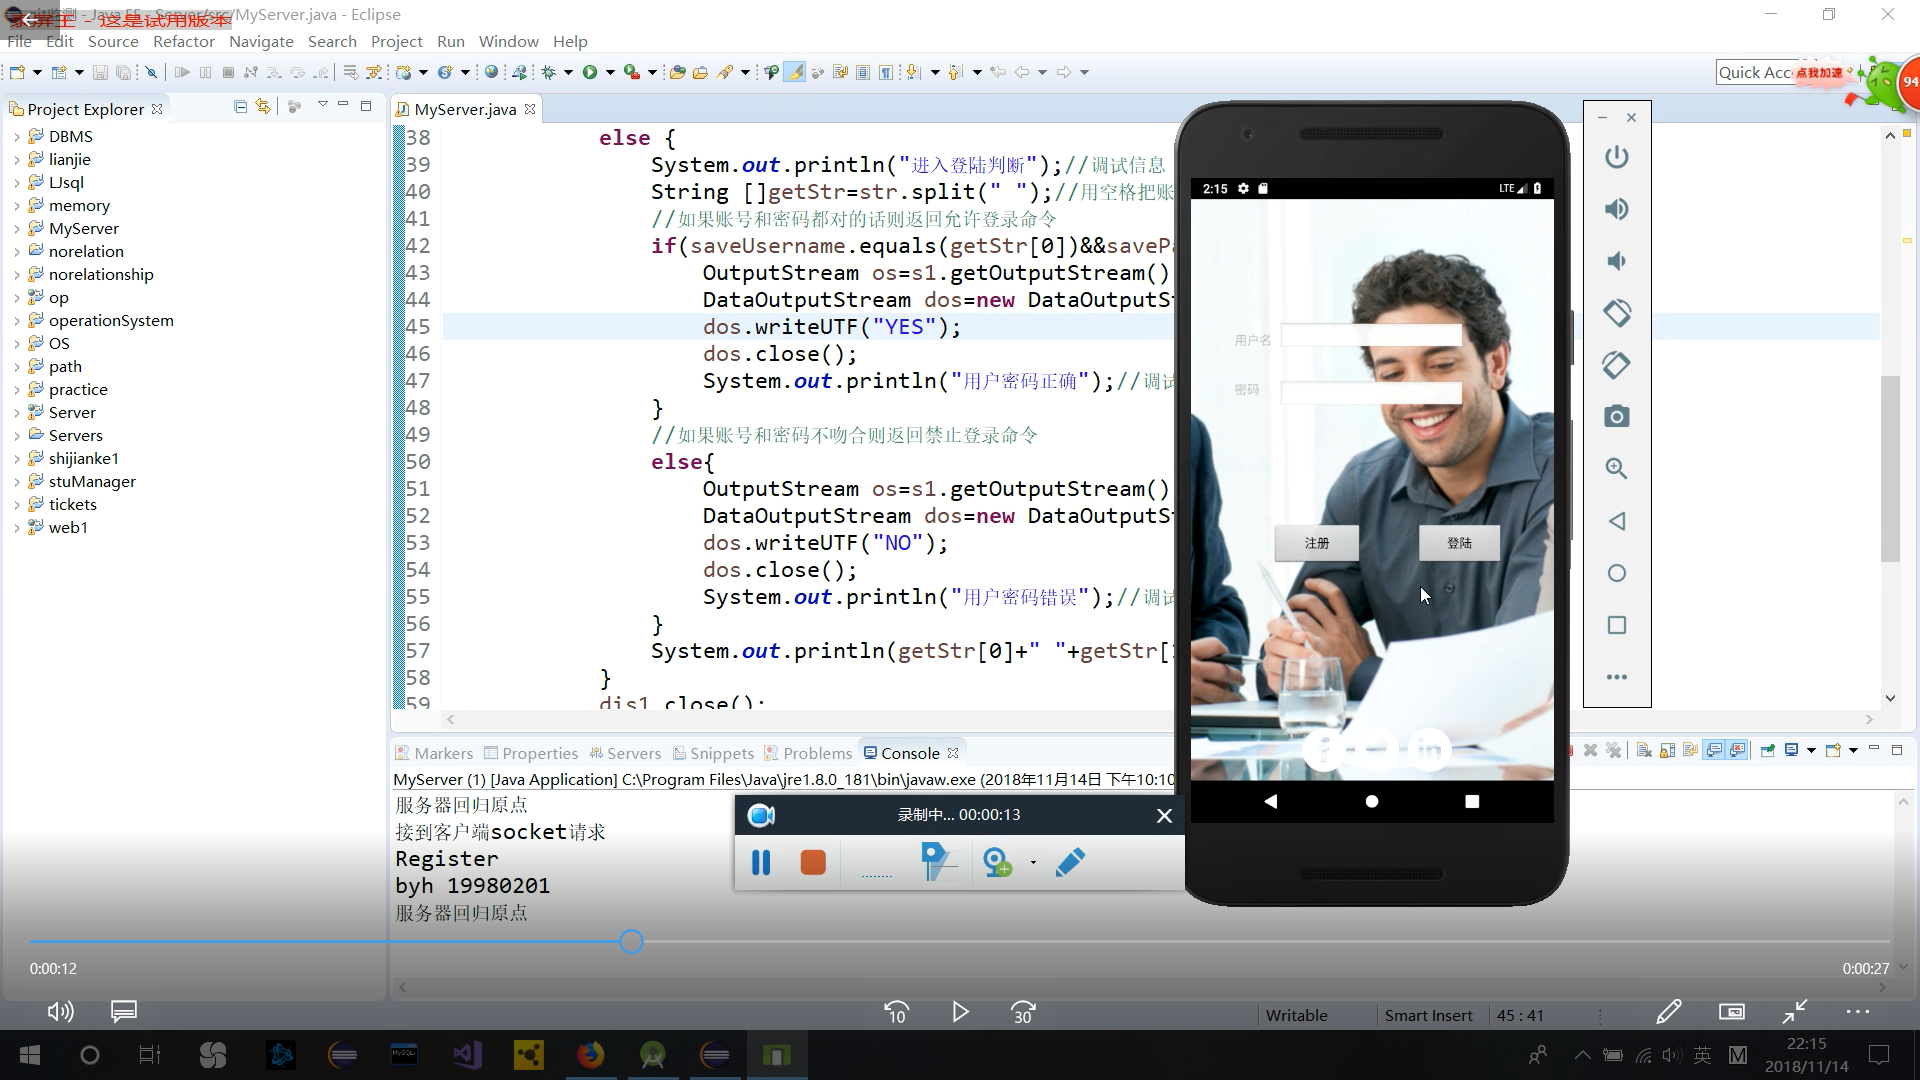 录屏王 - 这是试用版本
Java EE - Server/src/MyServer.java - Eclipse
File Edit Source Refactor Navigate Search Project Run Window Help
Quick Acc
点我加速
94
Project Explorer
MyServer.java
DBMS
lianjie
LJsql
memory
MyServer
norelation
norelationship
op
operationSystem
OS
path
practice
Server
Servers
shijianke1
stuManager
tickets
web1
38 else {
39 System.out.println("进入登陆判断");//调试信息
40 String []getStr=str.split(" ");//用空格把账
41 //如果账号和密码都对的话则返回允许登录命令
42 if(saveUsername.equals(getStr[0])&&saveP
43 OutputStream os=s1.getOutputStream()
44 DataOutputStream dos=new DataOutputSt
45 dos.writeUTF("YES");
46 dos.close();
47 System.out.println("用户密码正确");//调试
48 }
49 //如果账号和密码不吻合则返回禁止登录命令
50 else{
51 OutputStream os=s1.getOutputStream()
52 DataOutputStream dos=new DataOutputSt
53 dos.writeUTF("NO");
54 dos.close();
55 System.out.println("用户密码错误");//调试
56 }
57 System.out.println(getStr[0]+" "+getStr[
58 }
59 dis1.close();
2:15 LTE
用户名
密码
注册 登陆
in
Markers Properties Servers Snippets Problems Console
MyServer (1) [Java Application] C:\Program Files\Java\jre1.8.0_181\bin\javaw.exe (2018年11月14日 下午10:10
服务器回归原点
接到客户端socket请求
Register
byh 19980201
服务器回归原点
录制中... 00:00:13
0:00:12 0:00:27
10 30
Writable Smart Insert 45 : 41
MySQL
英 M
22:15
2018/11/14